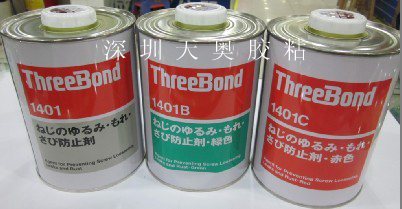 深圳大奥胶粘
ThreeBond
1401
ねじのゆるみ・もれ・
さび防止剤
ThreeBond
1401B
ねじのゆるみ・もれ・
さび防止剤・緑色
ThreeBond
1401C
ねじのゆるみ・もれ・
さび防止剤・赤色